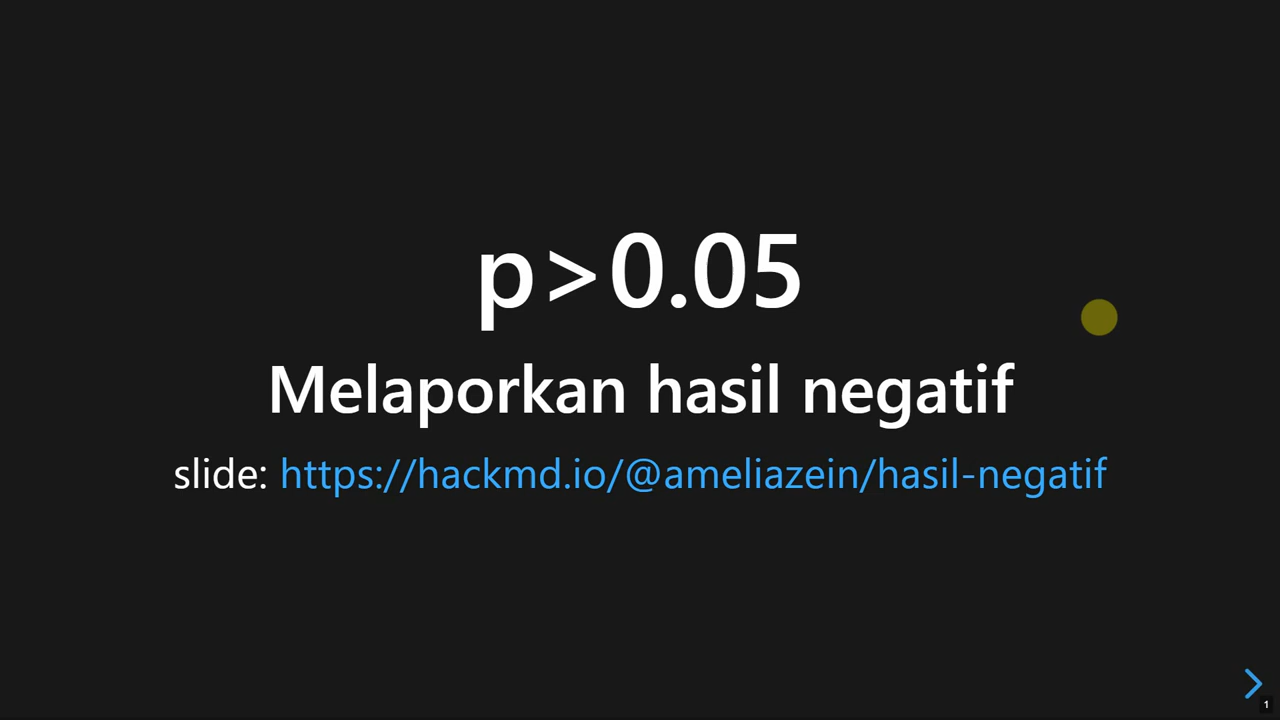 p>0.05
Melaporkan hasil negatif
slide: https://hackmd.io/@ameliazein/hasil-negatif
1